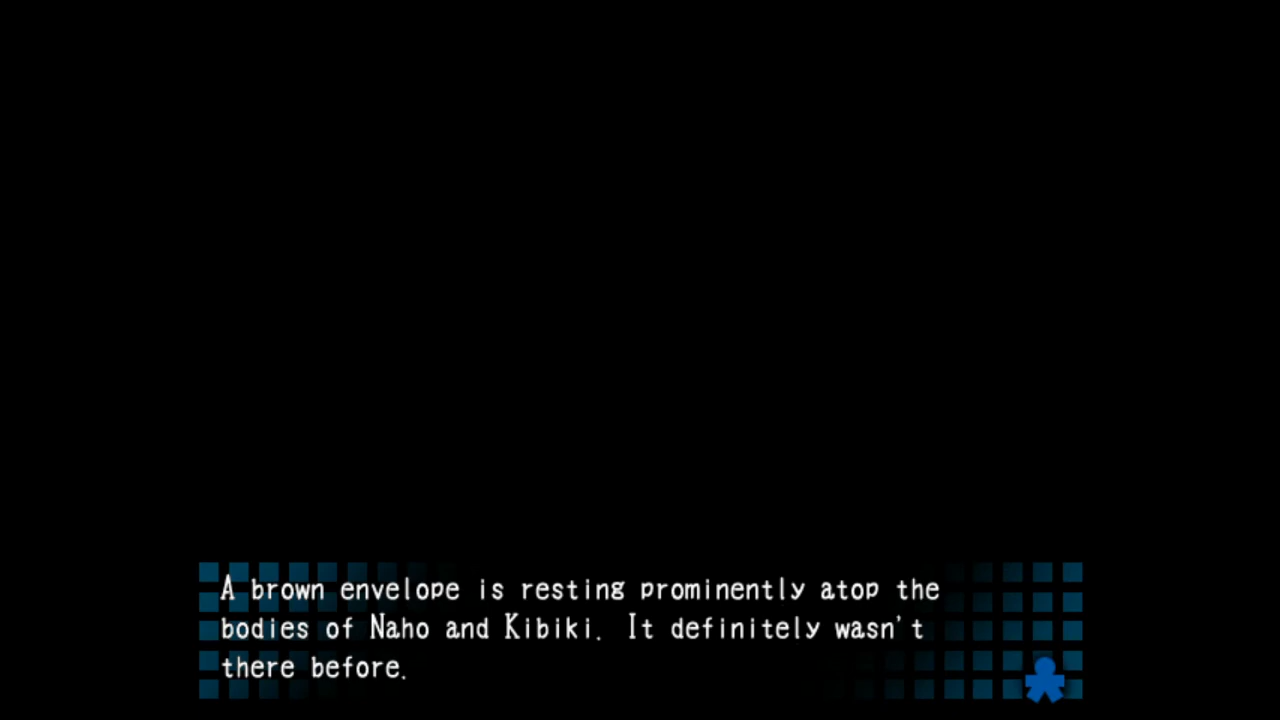 A brown envelope is resting prominently atop the
bodies of Naho and Kibiki. It definitely wasn't
there before.